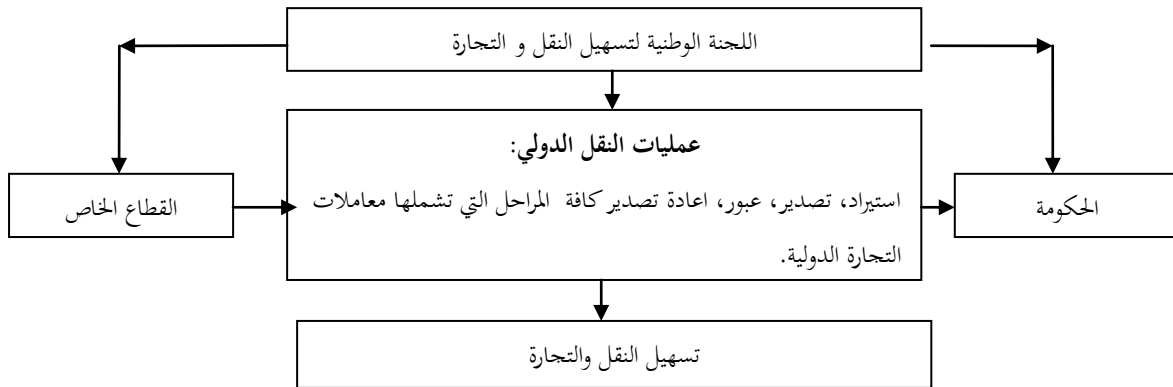 اللجنة الوطنية لتسهيل النقل و التجارة
عمليات النقل الدولي:
استيراد، تصدير، عبور، اعادة تصدير كافة المراحل التي تشملها معاملات
التجارة الدولية.
الحكومة
القطاع الخاص
تسهيل النقل والتجارة